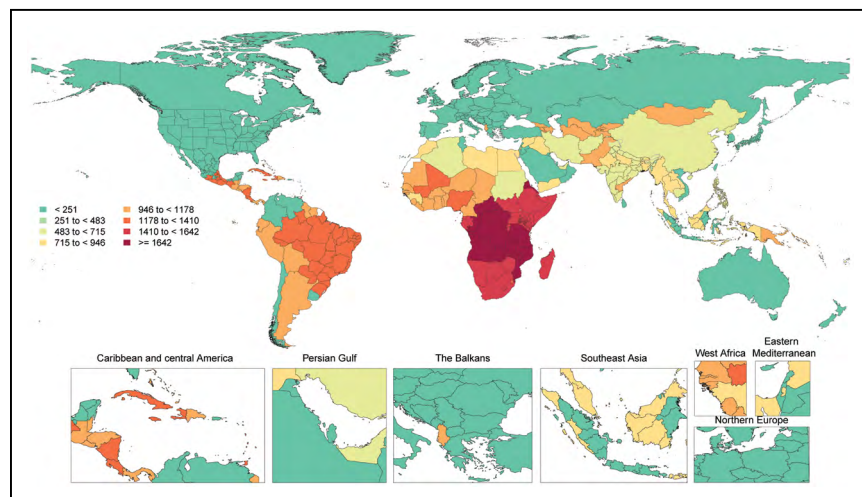 < 251
251 to < 483
483 to < 715
715 to < 946
946 to < 1178
1178 to < 1410
1410 to < 1642
>= 1642
Caribbean and central America
Persian Gulf
The Balkans
Southeast Asia
West Africa
Eastern
Mediterranean
Northern Europe